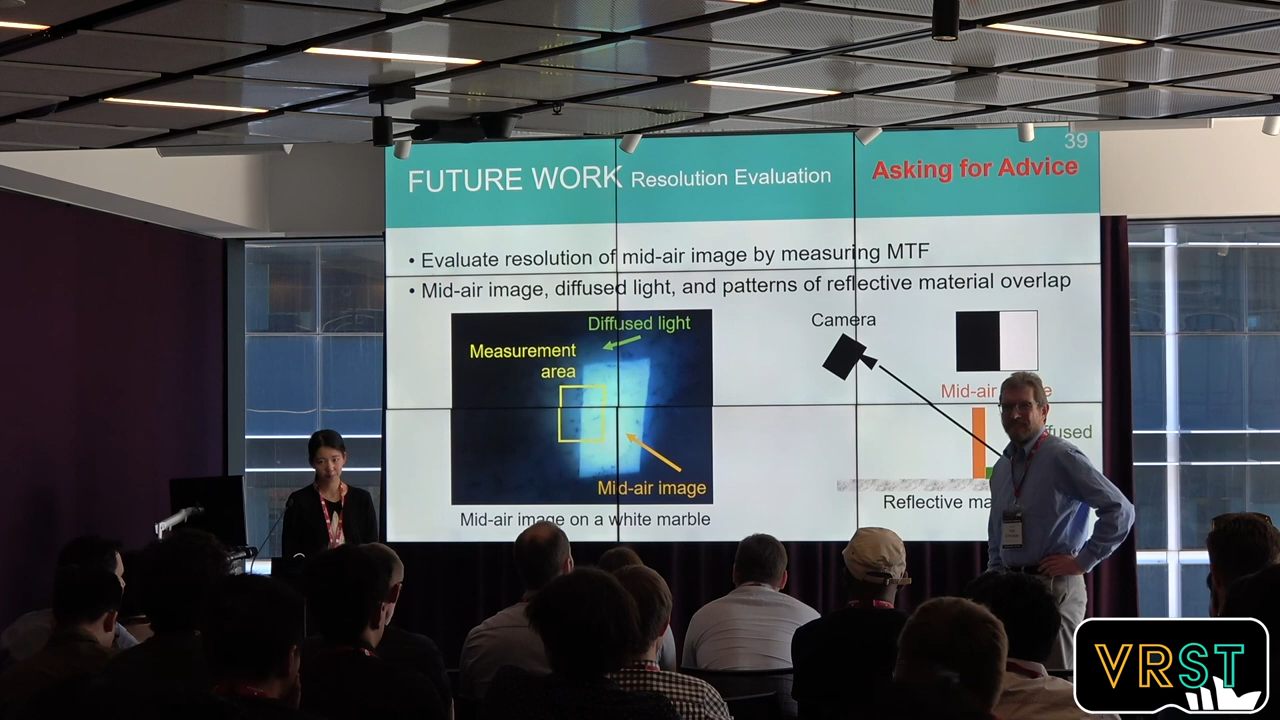 39
FUTURE WORK Resolution Evaluation
Asking for Advice
• Evaluate resolution of mid-air image by measuring MTF
• Mid-air image, diffused light, and patterns of reflective material overlap
Diffused light
Measurement
area
Mid-air image
Mid-air image on a white marble
Camera
Mid-air
Reflective
VRST